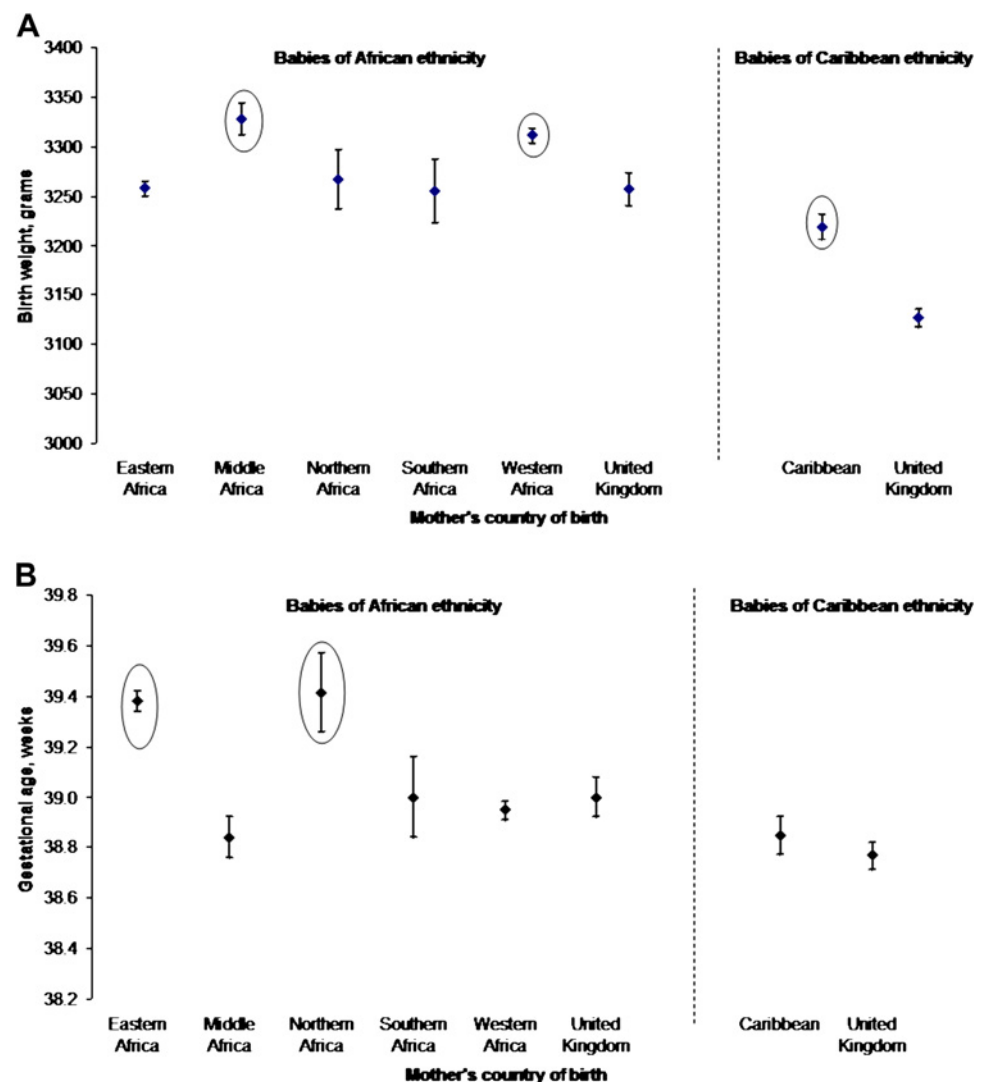 A
Babies of African ethnicity
Babies of Caribbean ethnicity
3400
3350
3300
3250
3200
3150
3100
3050
3000
Birth weight, grams
Eastern Africa
Middle Africa
Northern Africa
Southern Africa
Western Africa
United Kingdom
Caribbean
United Kingdom
Mother's country of birth
B
Babies of African ethnicity
Babies of Caribbean ethnicity
39.8
39.6
39.4
39.2
39.0
38.8
38.6
38.4
38.2
Gestational age, weeks
Eastern Africa
Middle Africa
Northern Africa
Southern Africa
Western Africa
United Kingdom
Caribbean
United Kingdom
Mother's country of birth